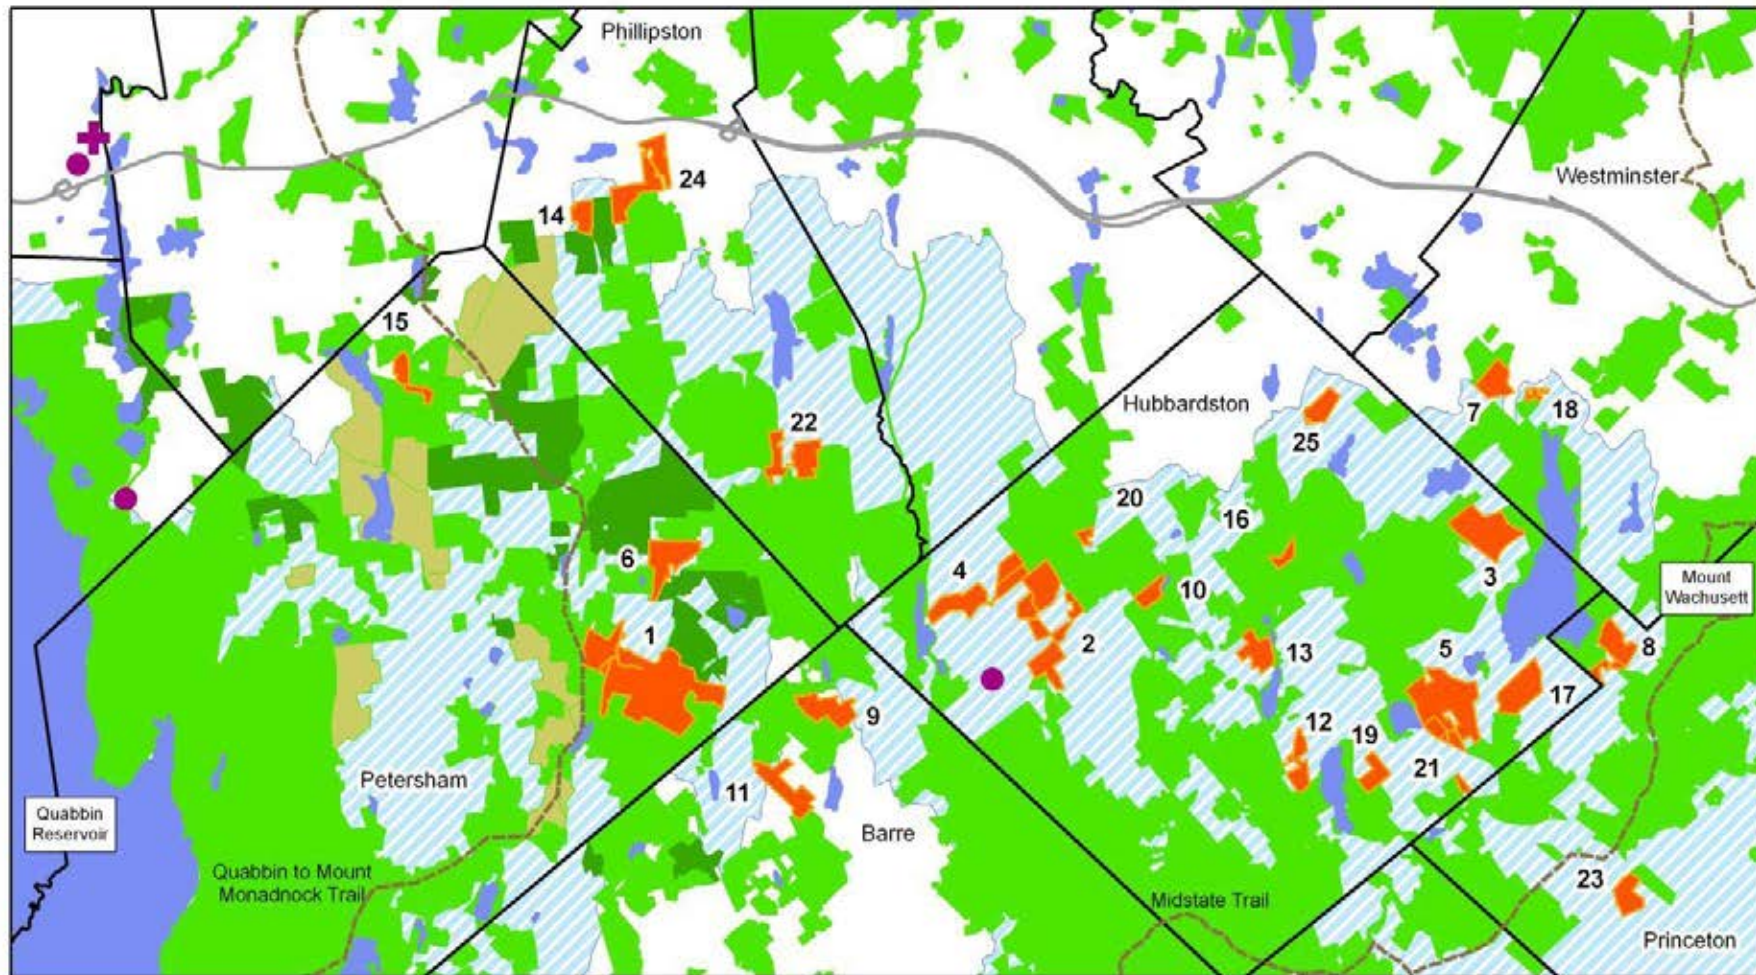 Phillipston
24
Westminster
14
15
Hubbardston
7
18
22
25
20
16
6
4
3
Mount
Wachusett
10
1
2
13
5
8
17
9
12
19
Petersham
11
21
Quabbin
Reservoir
Barre
Quabbin to Mount
Monadnock Trail
23
Midstate Trail
Princeton